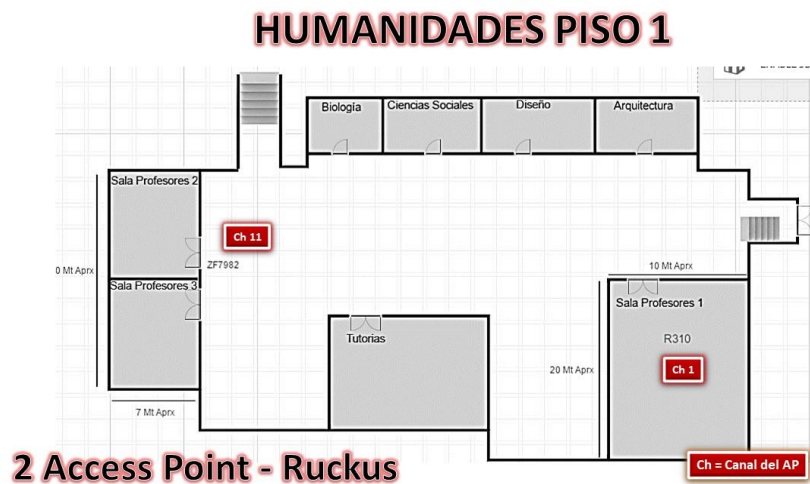 HUMANIDADES PISO 1
Biología
Ciencias Sociales
Diseño
Arquitectura
Sala Profesores 2
Ch 11
ZF7982
0 Mt Aprx
10 Mt Aprx
Sala Profesores 3
Sala Profesores 1
Tutorias
R310
20 Mt Aprx
Ch 1
7 Mt Aprx
2 Access Point - Ruckus
Ch = Canal del AP